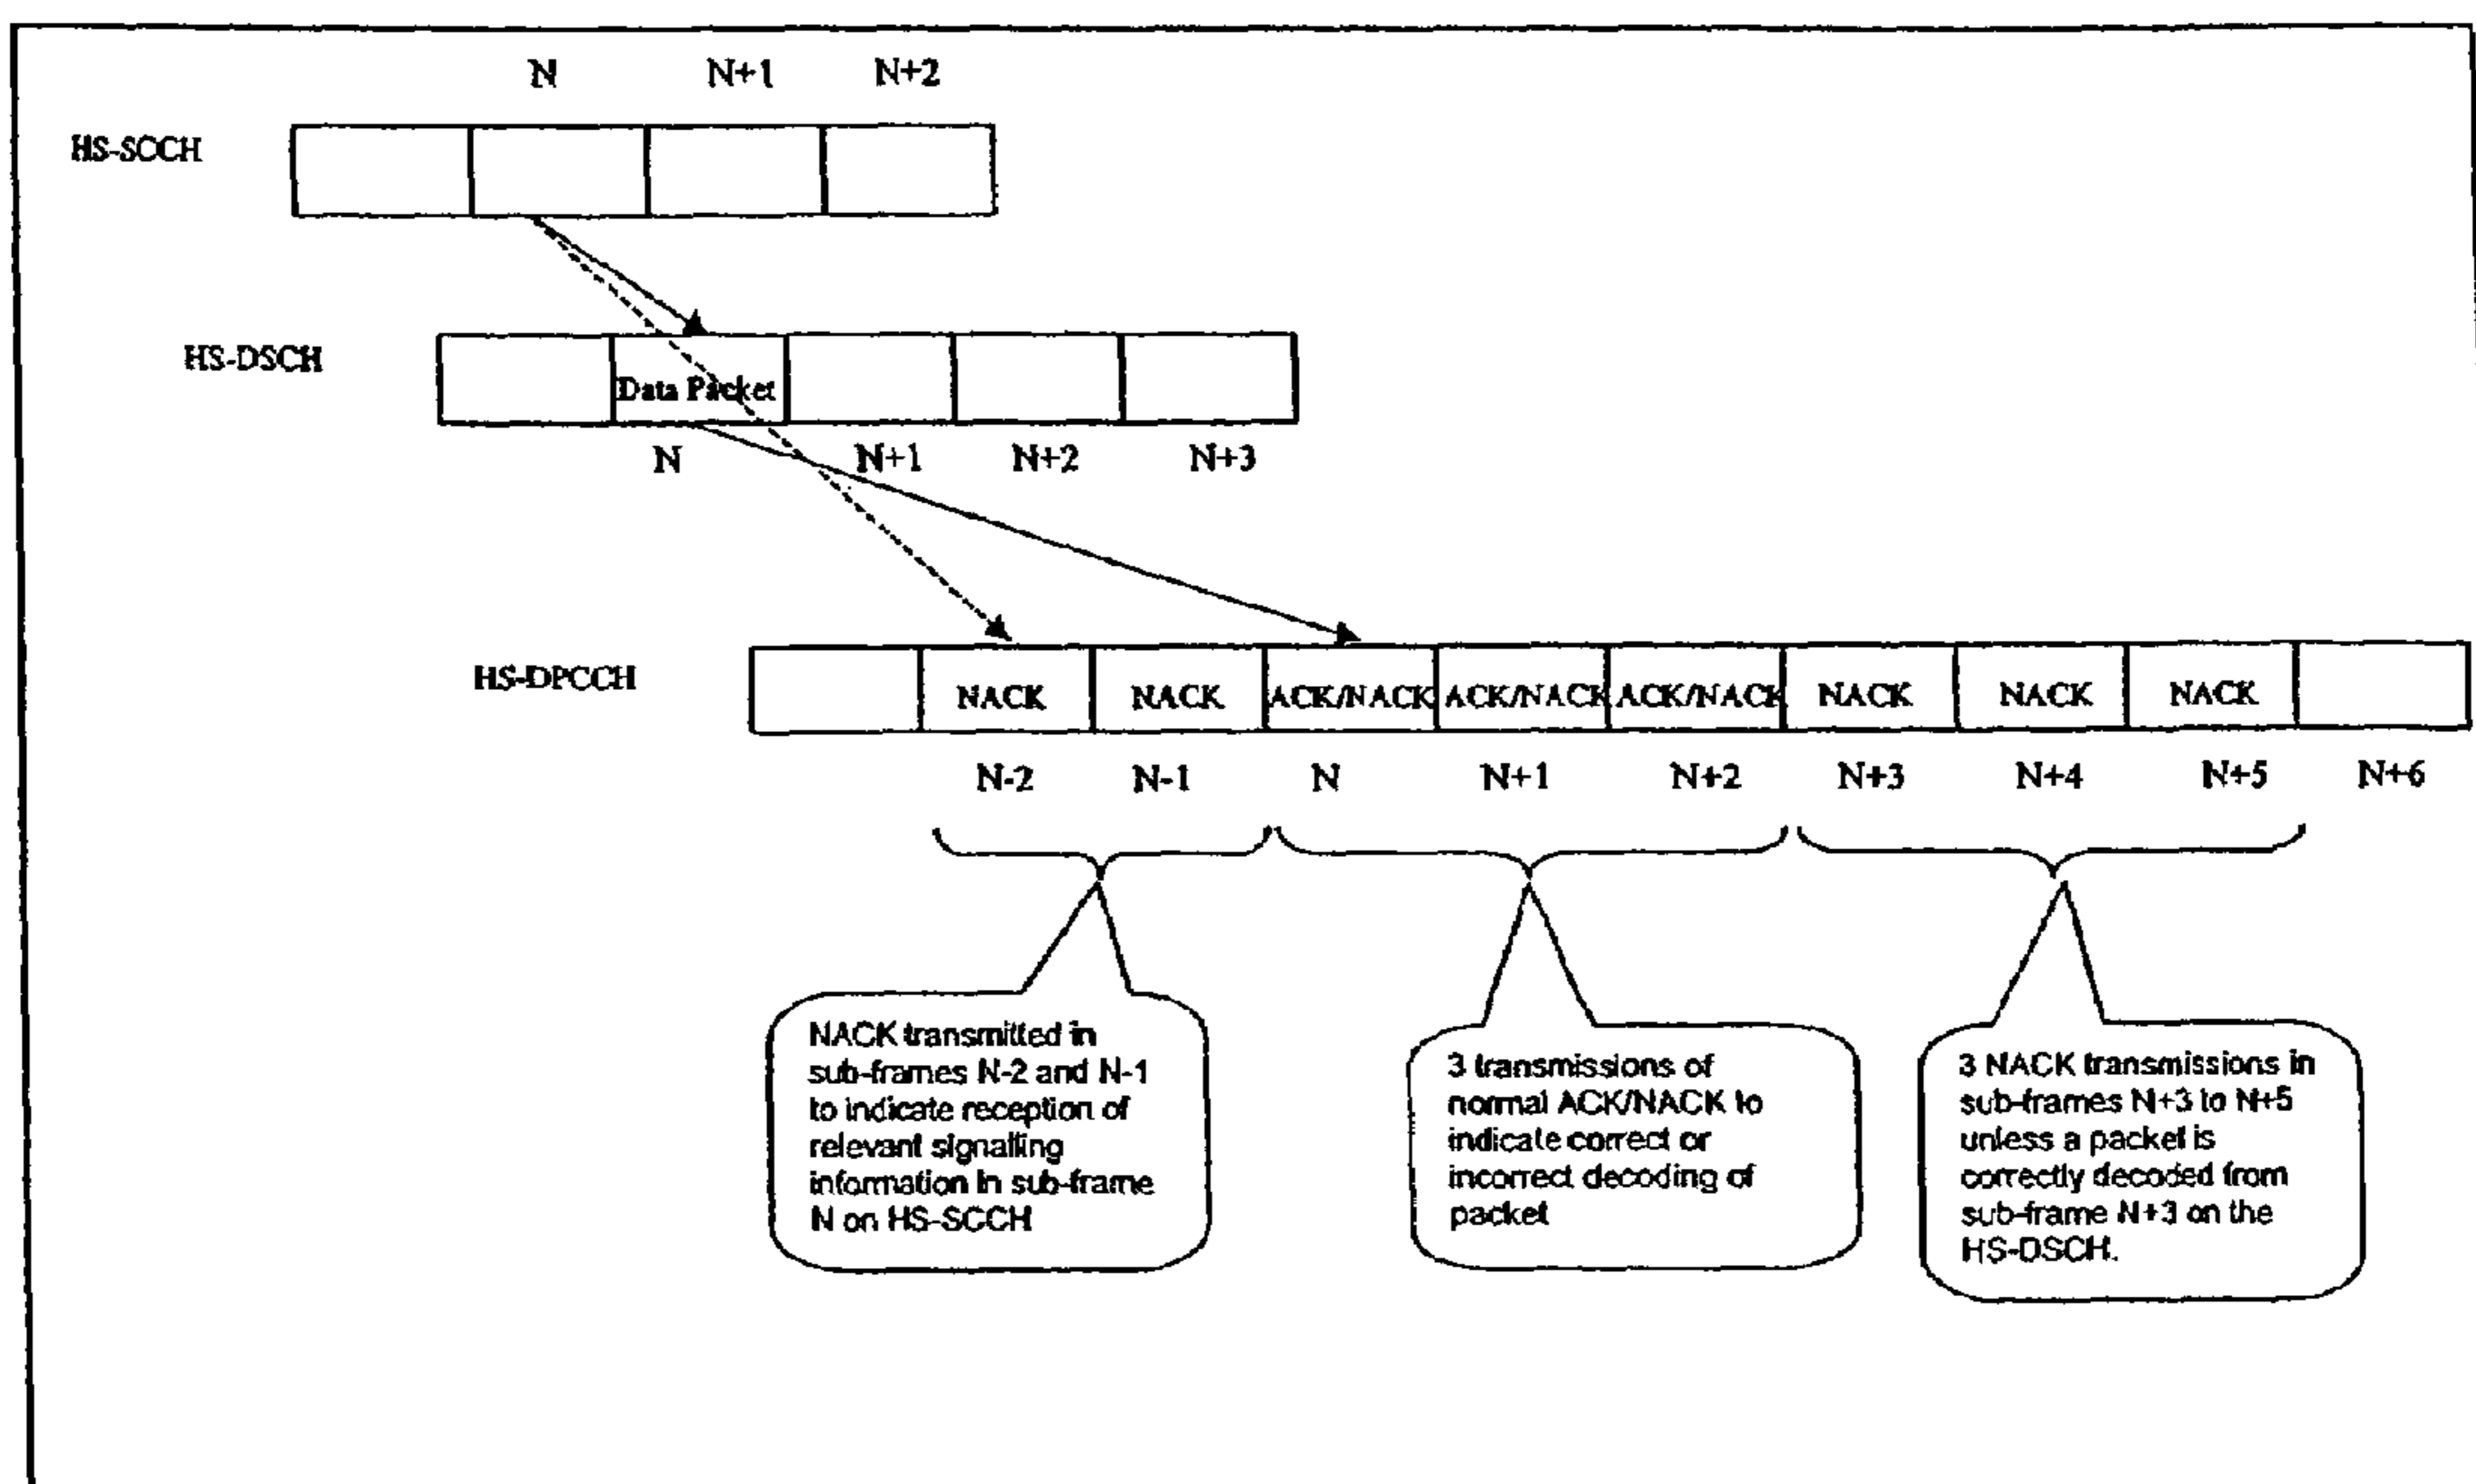 N N+1 N+2
HS-SCCH
HS-DSCH
Data Packet
N N+1 N+2 N+3
HS-DPCCH
NACK NACK ACK/NACK ACK/NACK ACK/NACK NACK NACK NACK
N-2 N-1 N N+1 N+2 N+3 N+4 N+5 N+6
NACK transmitted in
sub-frames N-2 and N-1
to indicate reception of
relevant signalling
information in sub-frame
N on HS-SCCH
3 transmissions of
normal ACK/NACK to
indicate correct or
incorrect decoding of
packet
3 NACK transmissions in
sub-frames N+3 to N+5
unless a packet is
correctly decoded from
sub-frame N+3 on the
HS-DSCH.